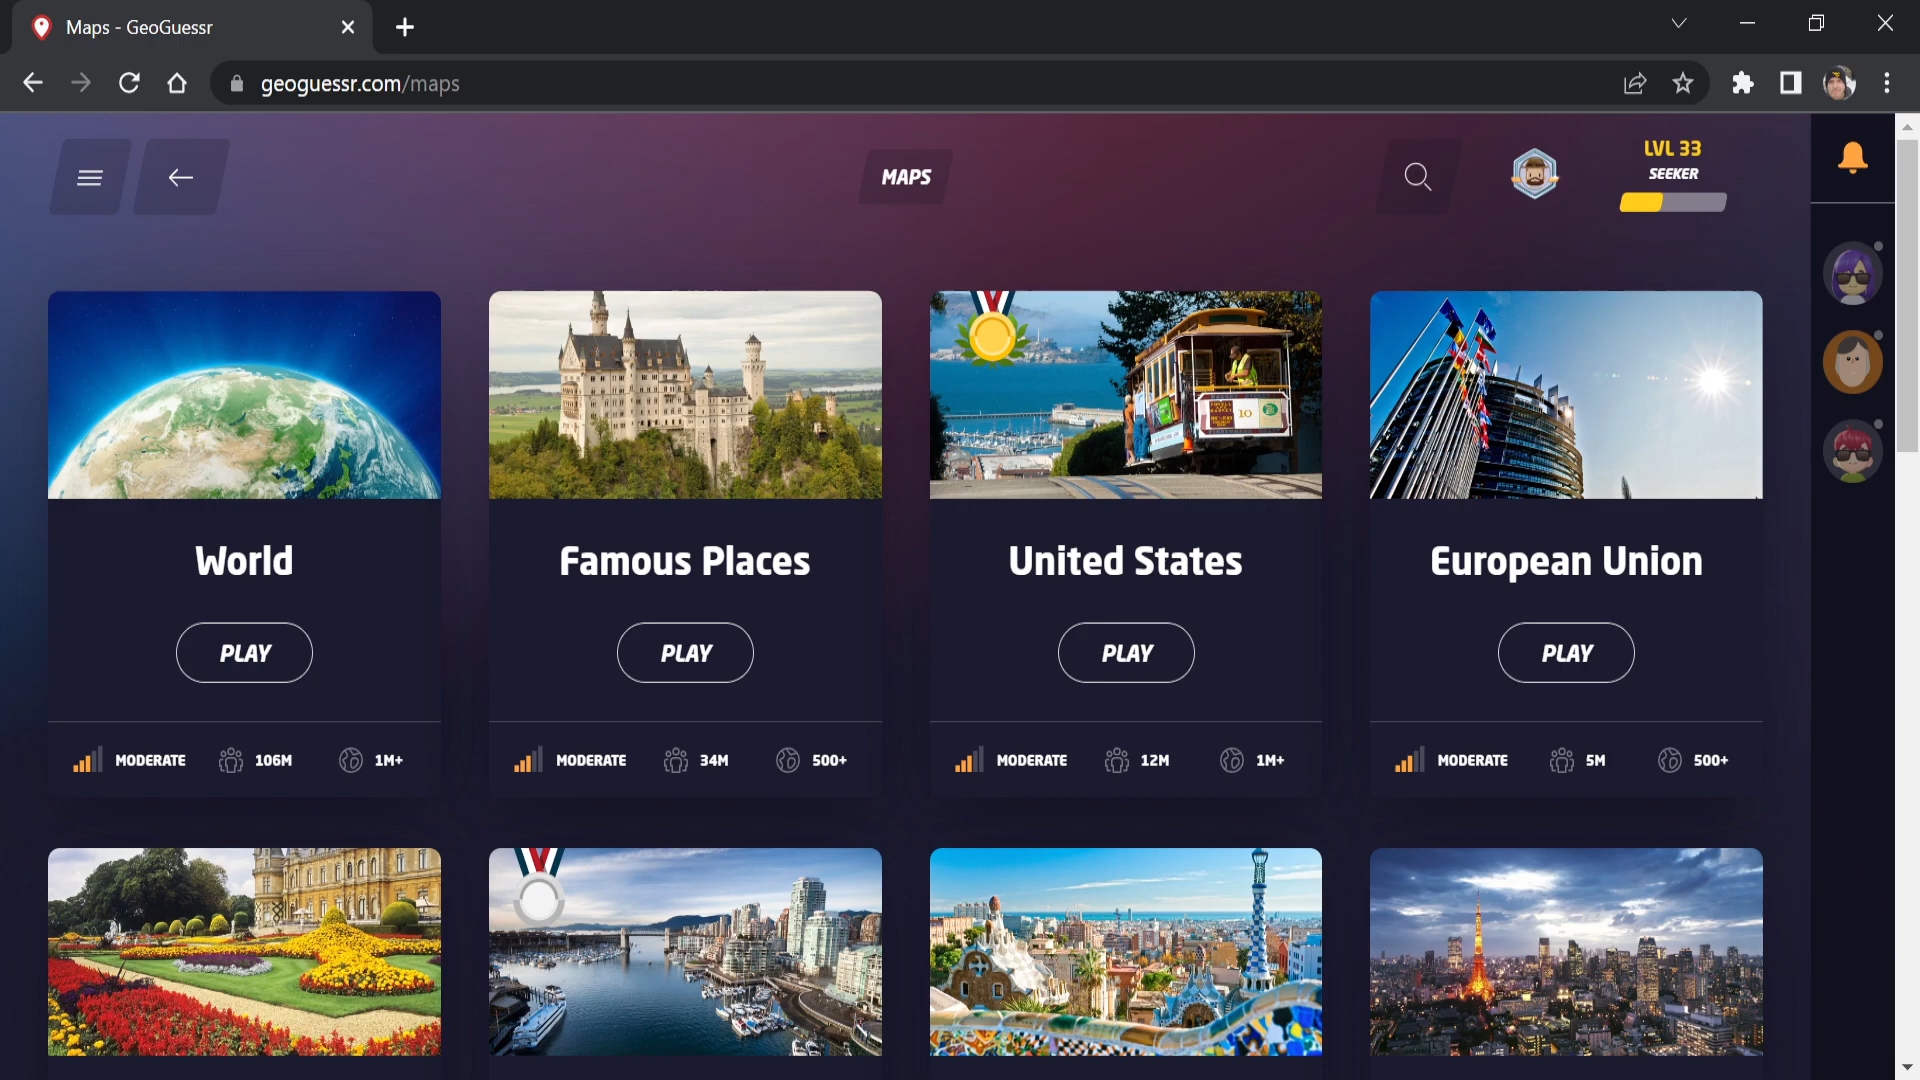 Maps - GeoGuessr
geoguessr.com/maps
MAPS
LVL 33
SEEKER
World
PLAY
MODERATE 106M 1M+
Famous Places
PLAY
MODERATE 34M 500+
United States
PLAY
MODERATE 12M 1M+
European Union
PLAY
MODERATE 5M 500+
10